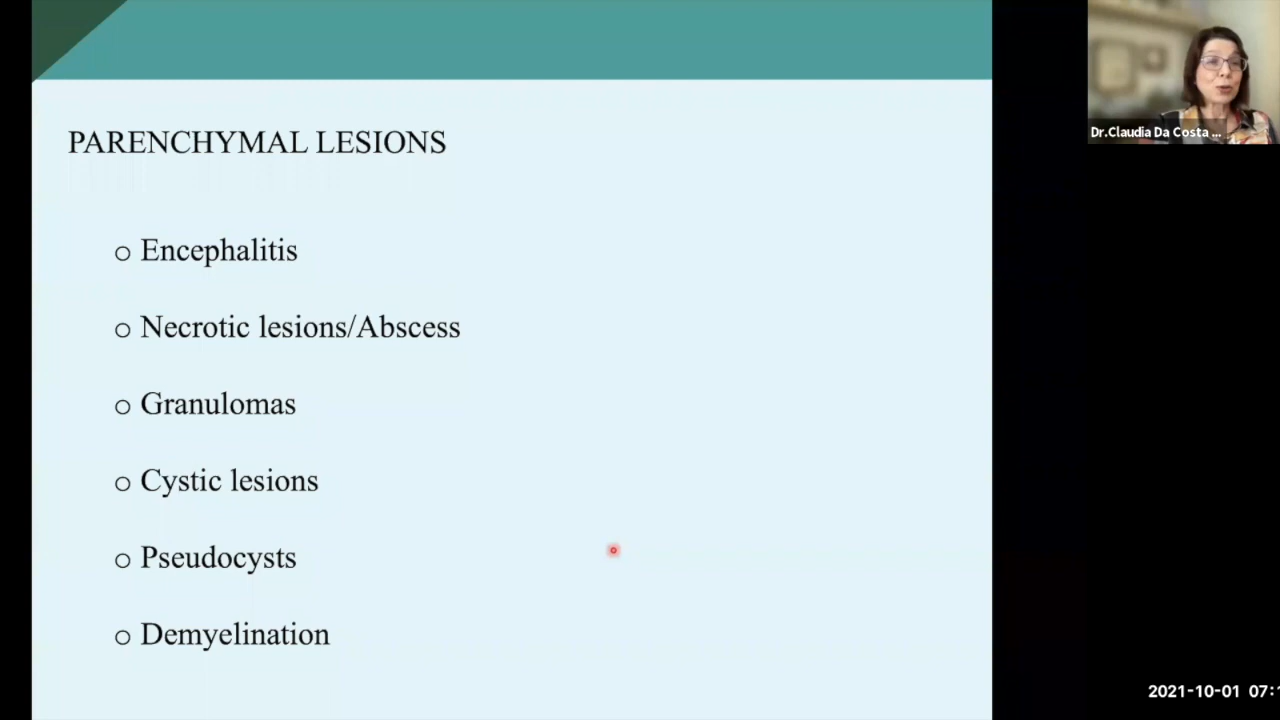 PARENCHYMAL LESIONS
o Encephalitis
o Necrotic lesions/Abscess
o Granulomas
o Cystic lesions
o Pseudocysts
o Demyelination
Dr.Claudia Da Costa ...
2021-10-01 07:1